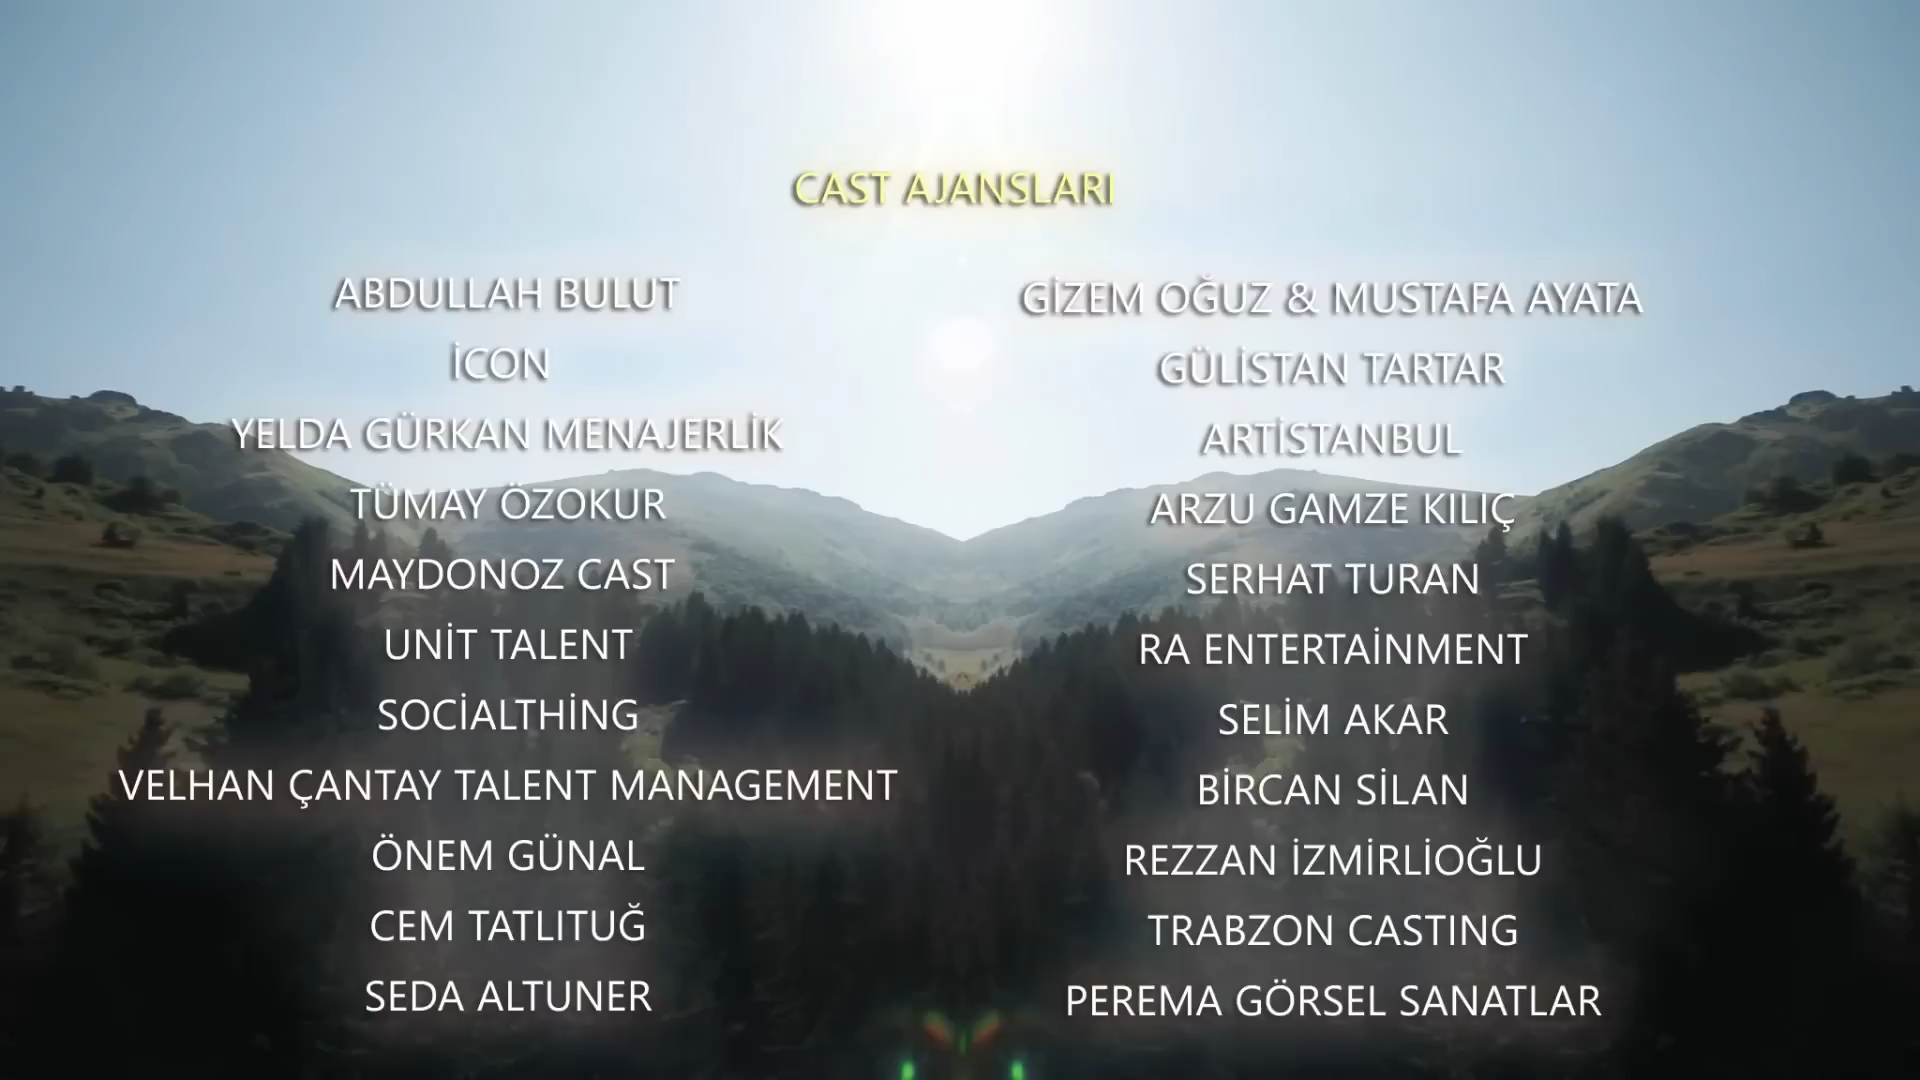 CAST AJANSLARI
ABDULLAH BULUT
İCON
YELDA GÜRKAN MENAJERLİK
TÜMAY ÖZOKUR
MAYDONOZ CAST
UNİT TALENT
SOCİALTHİNG
VELHAN ÇANTAY TALENT MANAGEMENT
ÖNEM GÜNAL
CEM TATLITUĞ
SEDA ALTUNER
GİZEM OĞUZ & MUSTAFA AYATA
GÜLİSTAN TARTAR
ARTİSTANBUL
ARZU GAMZE KILIÇ
SERHAT TURAN
RA ENTERTAİNMENT
SELİM AKAR
BİRCAN SİLAN
REZZAN İZMİRLİOĞLU
TRABZON CASTING
PEREMA GÖRSEL SANATLAR